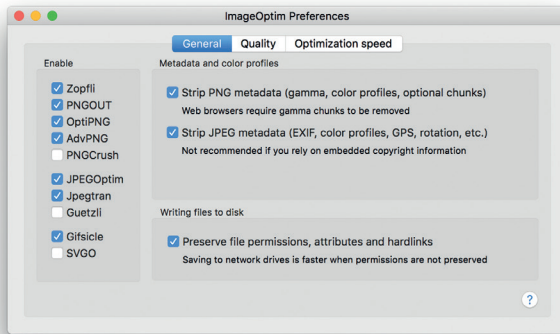 ImageOptim Preferences
General Quality Optimization speed
Enable
Zopfli
PNGOUT
OptiPNG
AdvPNG
PNGCrush
JPEGOptim
Jpegtran
Guetzli
Gifsicle
SVGO
Metadata and color profiles
Strip PNG metadata (gamma, color profiles, optional chunks)
Web browsers require gamma chunks to be removed
Strip JPEG metadata (EXIF, color profiles, GPS, rotation, etc.)
Not recommended if you rely on embedded copyright information
Writing files to disk
Preserve file permissions, attributes and hardlinks
Saving to network drives is faster when permissions are not preserved
?